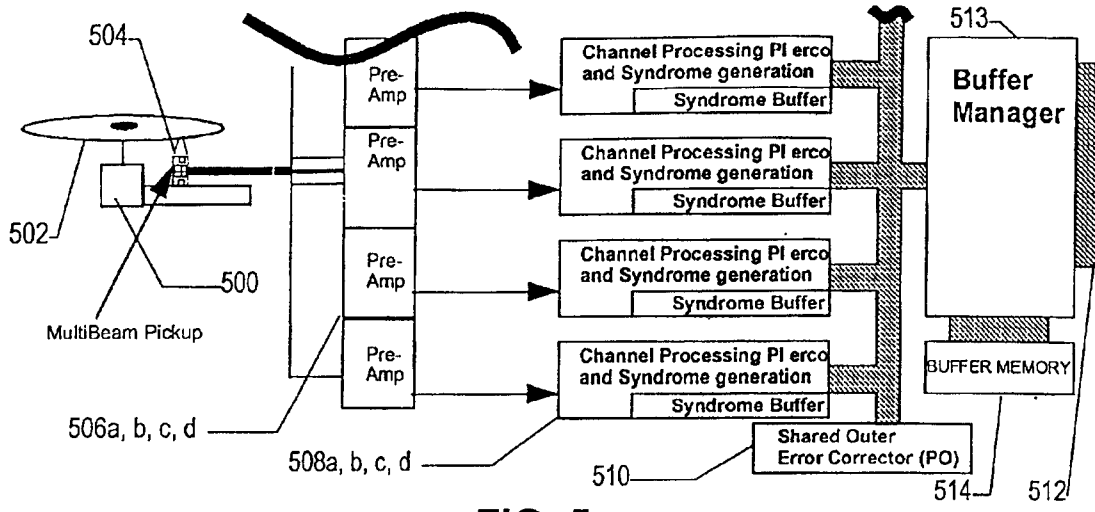 504
502
500
MultiBeam Pickup
Pre-
Amp
Pre-
Amp
Pre-
Amp
Pre-
Amp
506a, b, c, d
Channel Processing PI erco
and Syndrome generation
Syndrome Buffer
Channel Processing PI erco
and Syndrome generation
Syndrome Buffer
Channel Processing PI erco
and Syndrome generation
Syndrome Buffer
Channel Processing PI erco
and Syndrome generation
Syndrome Buffer
508a, b, c, d
510
Shared Outer
Error Corrector (PO)
513
Buffer
Manager
BUFFER MEMORY
514
512